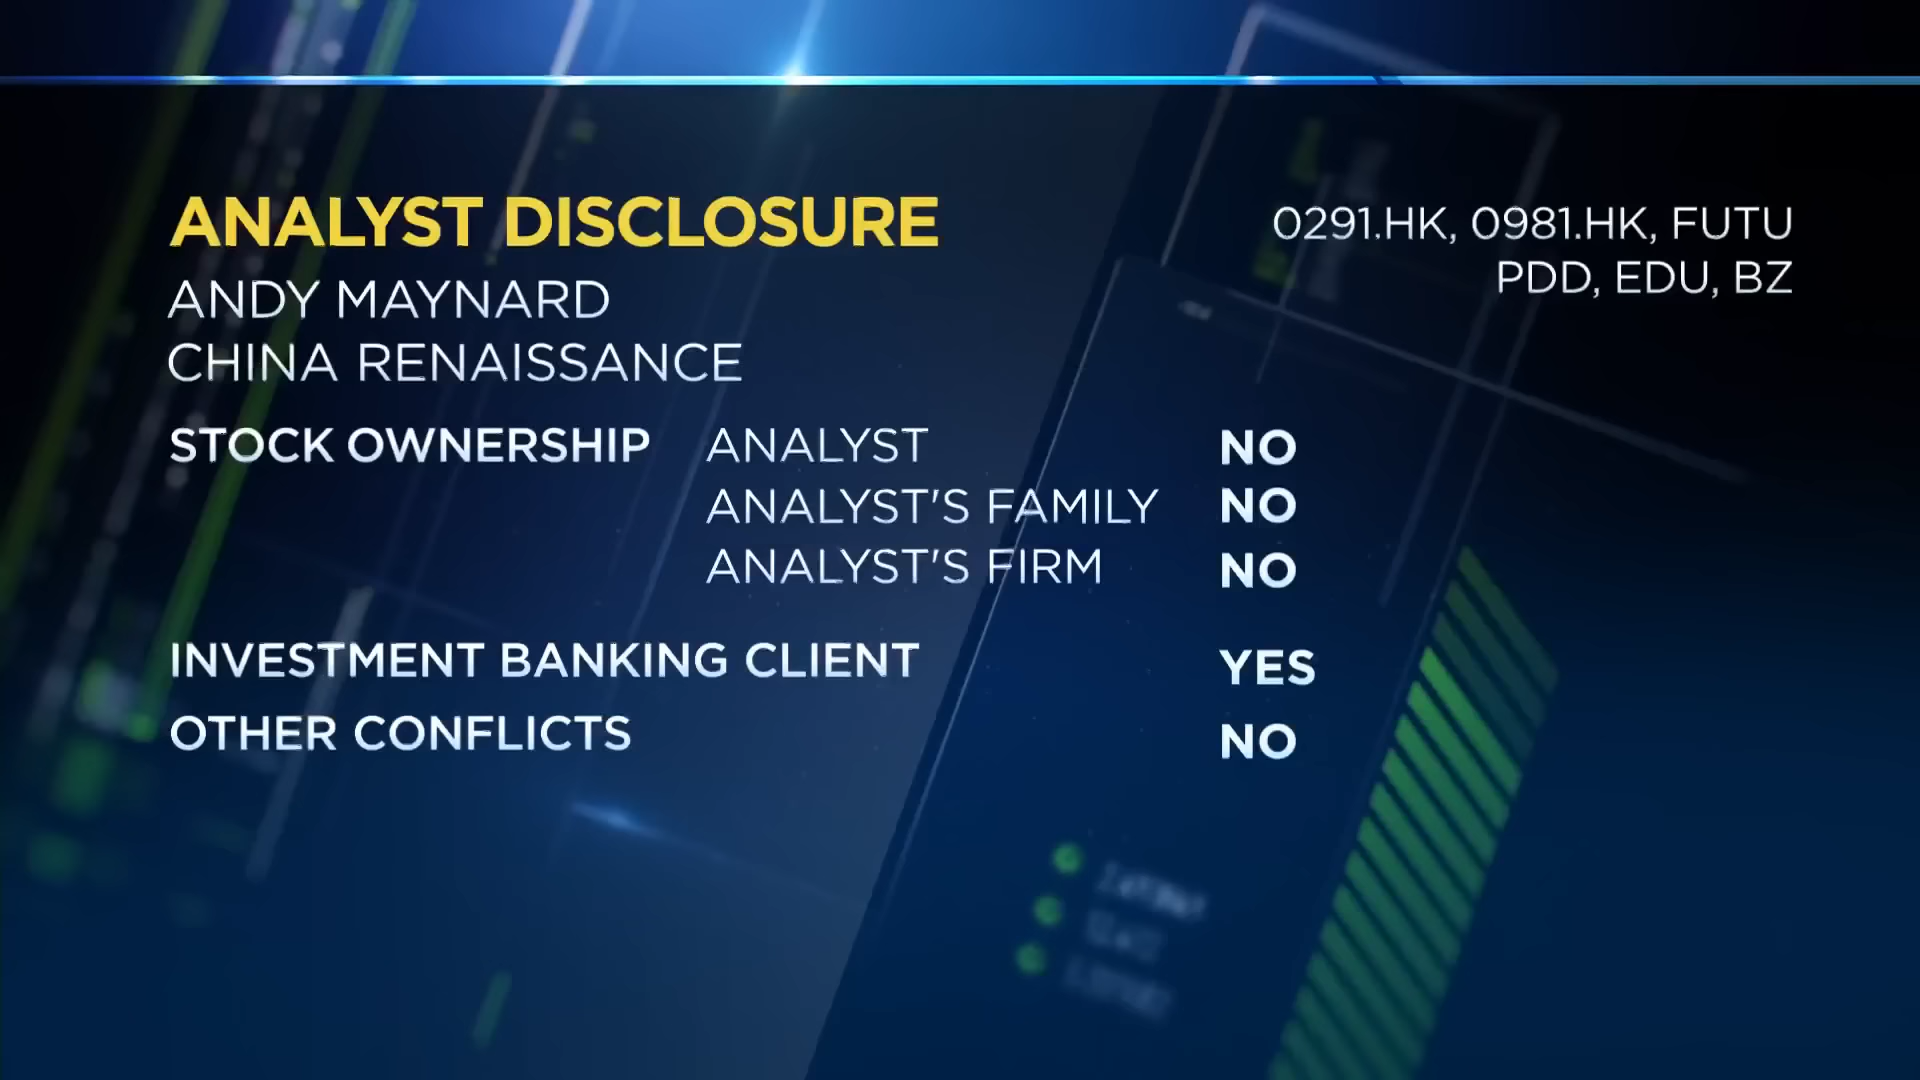 ANALYST DISCLOSURE
0291.HK, 0981.HK, FUTU
PDD, EDU, BZ
ANDY MAYNARD
CHINA RENAISSANCE
STOCK OWNERSHIP ANALYST NO
ANALYST'S FAMILY NO
ANALYST'S FIRM NO
INVESTMENT BANKING CLIENT YES
OTHER CONFLICTS NO